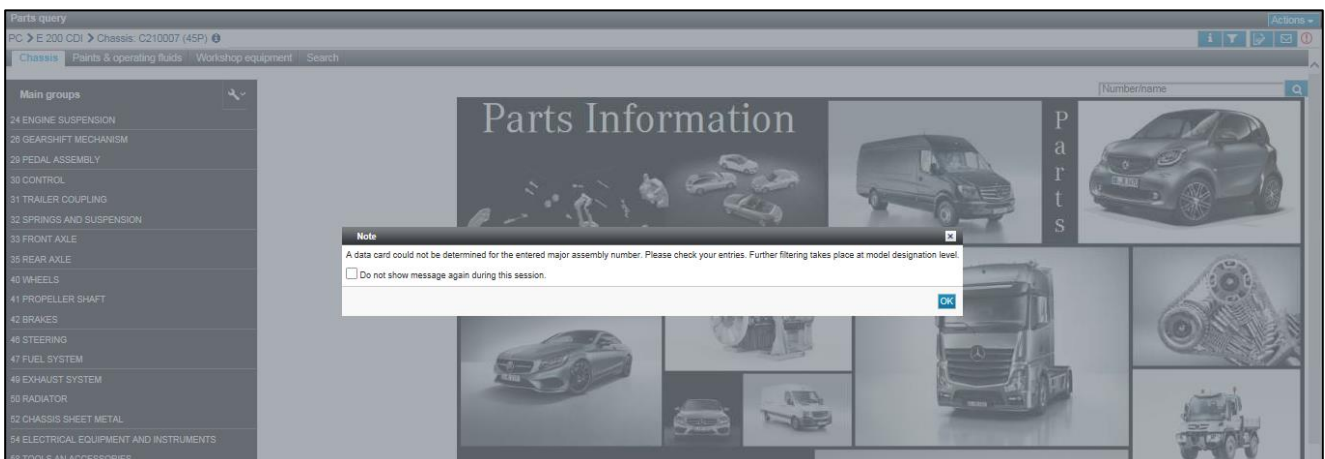 Parts query
Actions
PC > E 200 CDI > Chassis: C210007 (45P)
Chassis Paints & operating fluids Workshop equipment Search
Main groups
Number/name
24 ENGINE SUSPENSION
26 GEARSHIFT MECHANISM
29 PEDAL ASSEMBLY
30 CONTROL
31 TRAILER COUPLING
32 SPRINGS AND SUSPENSION
33 FRONT AXLE
35 REAR AXLE
40 WHEELS
41 PROPELLER SHAFT
42 BRAKES
46 STEERING
47 FUEL SYSTEM
49 EXHAUST SYSTEM
50 RADIATOR
52 CHASSIS SHEET METAL
54 ELECTRICAL EQUIPMENT AND INSTRUMENTS
58 TOOLS AN ACCESSORIES
Parts Information
Parts
Note
A data card could not be determined for the entered major assembly number. Please check your entries. Further filtering takes place at model designation level.
Do not show message again during this session.
OK